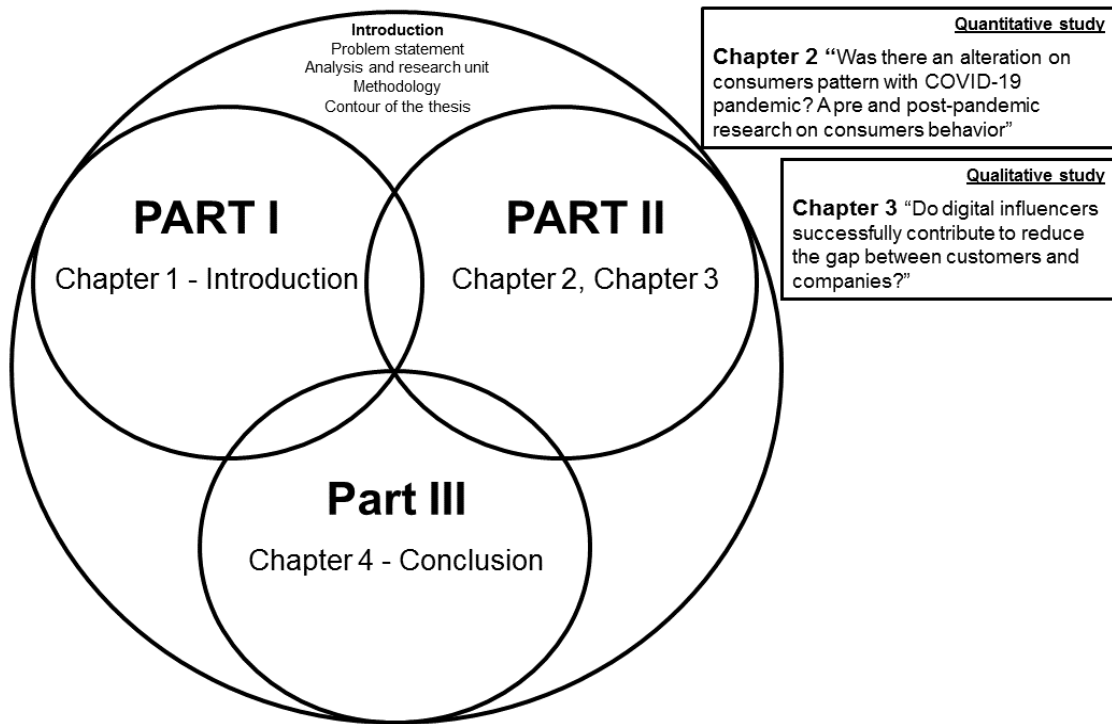 Introduction
Problem statement
Analysis and research unit
Methodology
Contour of the thesis
PART I
Chapter 1 - Introduction
PART II
Chapter 2, Chapter 3
Part III
Chapter 4 - Conclusion
Quantitative study
Chapter 2 “Was there an alteration on
consumers pattern with COVID-19
pandemic? A pre and post-pandemic
research on consumers behavior”
Qualitative study
Chapter 3 “Do digital influencers
successfully contribute to reduce
the gap between customers and
companies?”